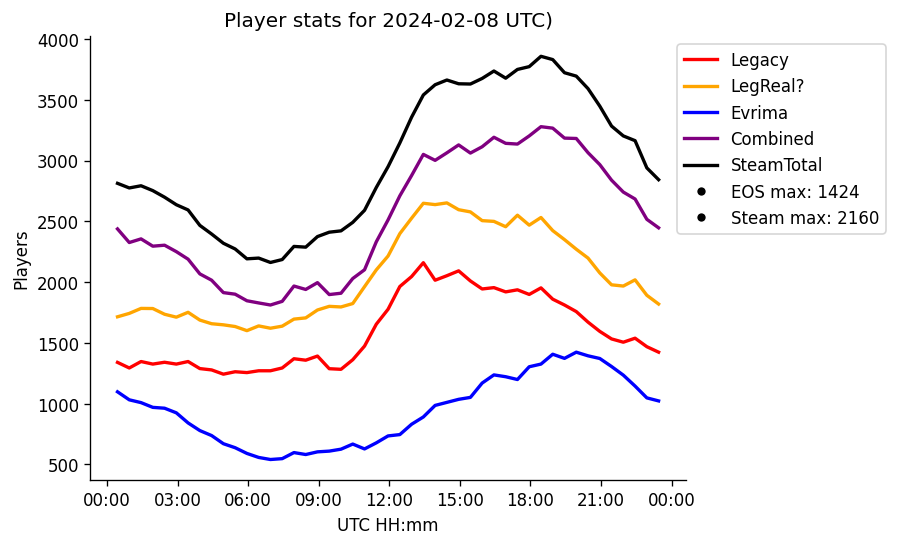 Player stats for 2024-02-08 UTC)
4000
3500
3000
2500
2000
1500
1000
500
Players
00:00 03:00 06:00 09:00 12:00 15:00 18:00 21:00 00:00
UTC HH:mm
Legacy
LegReal?
Evrima
Combined
SteamTotal
EOS max: 1424
Steam max: 2160